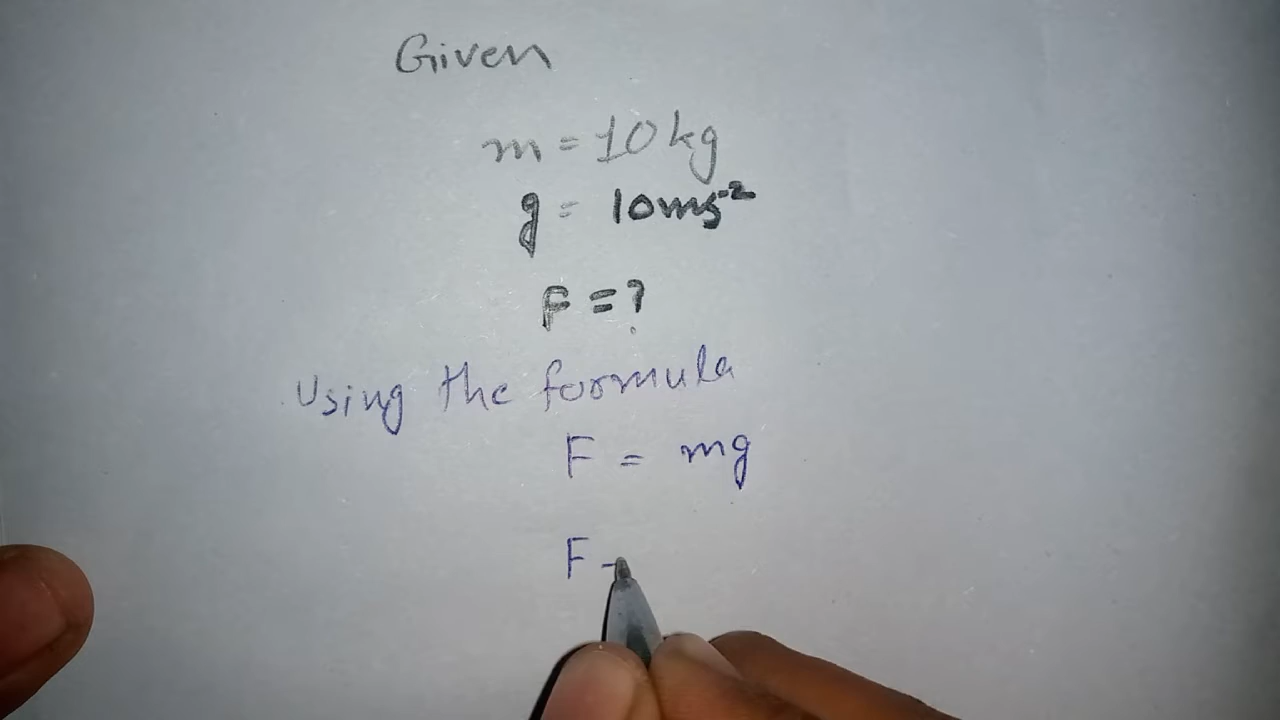 Given
m = 10 kg
g = 10ms⁻²
F = ?
Using the formula
F = mg
F -